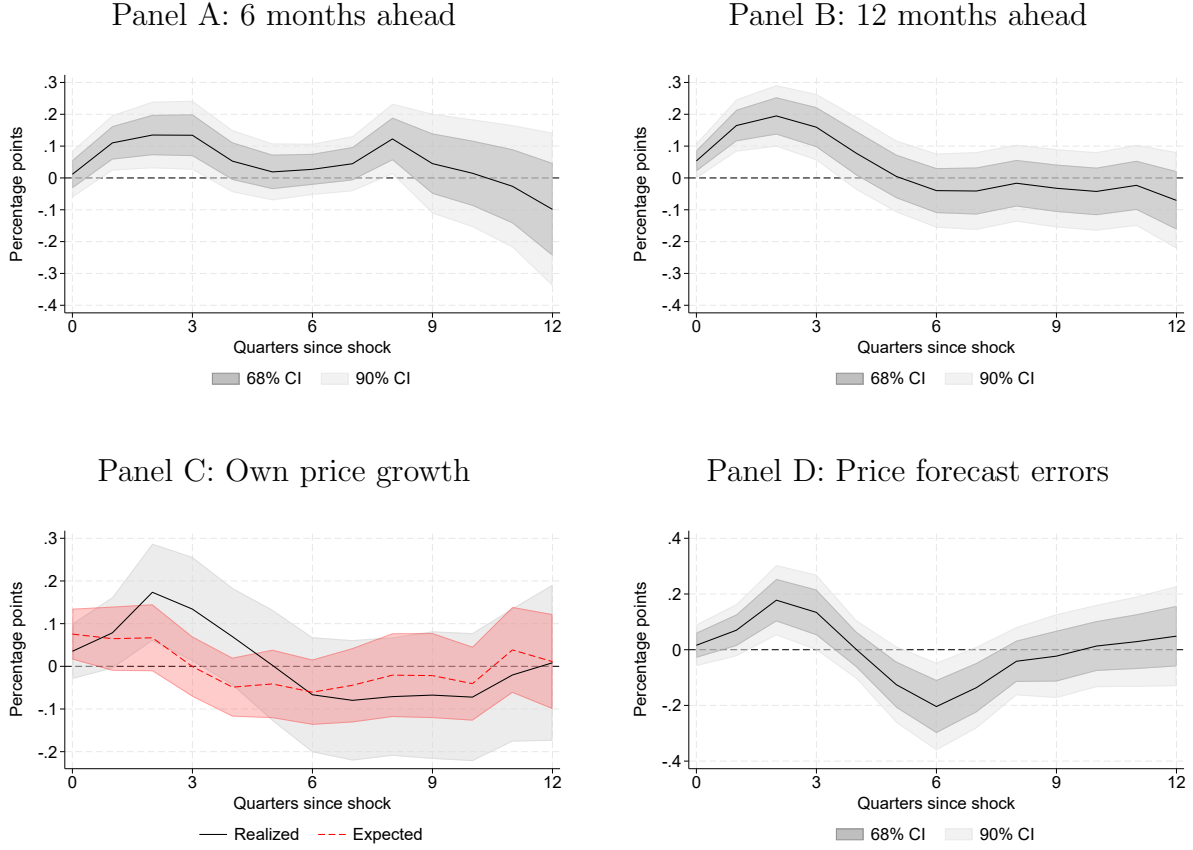 Panel A: 6 months ahead
.3
.2
.1
0
-.1
-.2
-.3
-.4
Percentage points
0 3 6 9 12
Quarters since shock
68% CI 90% CI
Panel B: 12 months ahead
.3
.2
.1
0
-.1
-.2
-.3
-.4
Percentage points
0 3 6 9 12
Quarters since shock
68% CI 90% CI
Panel C: Own price growth
.3
.2
.1
0
-.1
-.2
Percentage points
0 3 6 9 12
Quarters since shock
Realized Expected
Panel D: Price forecast errors
.4
.2
0
-.2
-.4
Percentage points
0 3 6 9 12
Quarters since shock
68% CI 90% CI